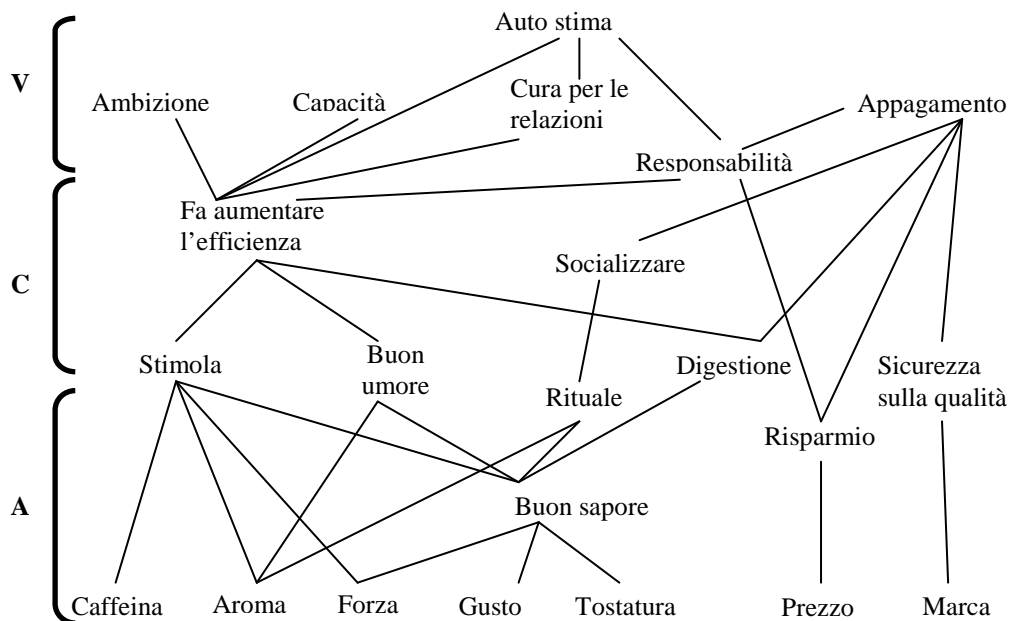 Auto stima
V
Ambizione
Capacità
Cura per le
relazioni
Appagamento
Responsabilità
Fa aumentare
l'efficienza
Socializzare
C
Stimola
Buon
umore
Digestione
Sicurezza
sulla qualità
Rituale
Risparmio
A
Buon sapore
Caffeina
Aroma
Forza
Gusto
Tostatura
Prezzo
Marca